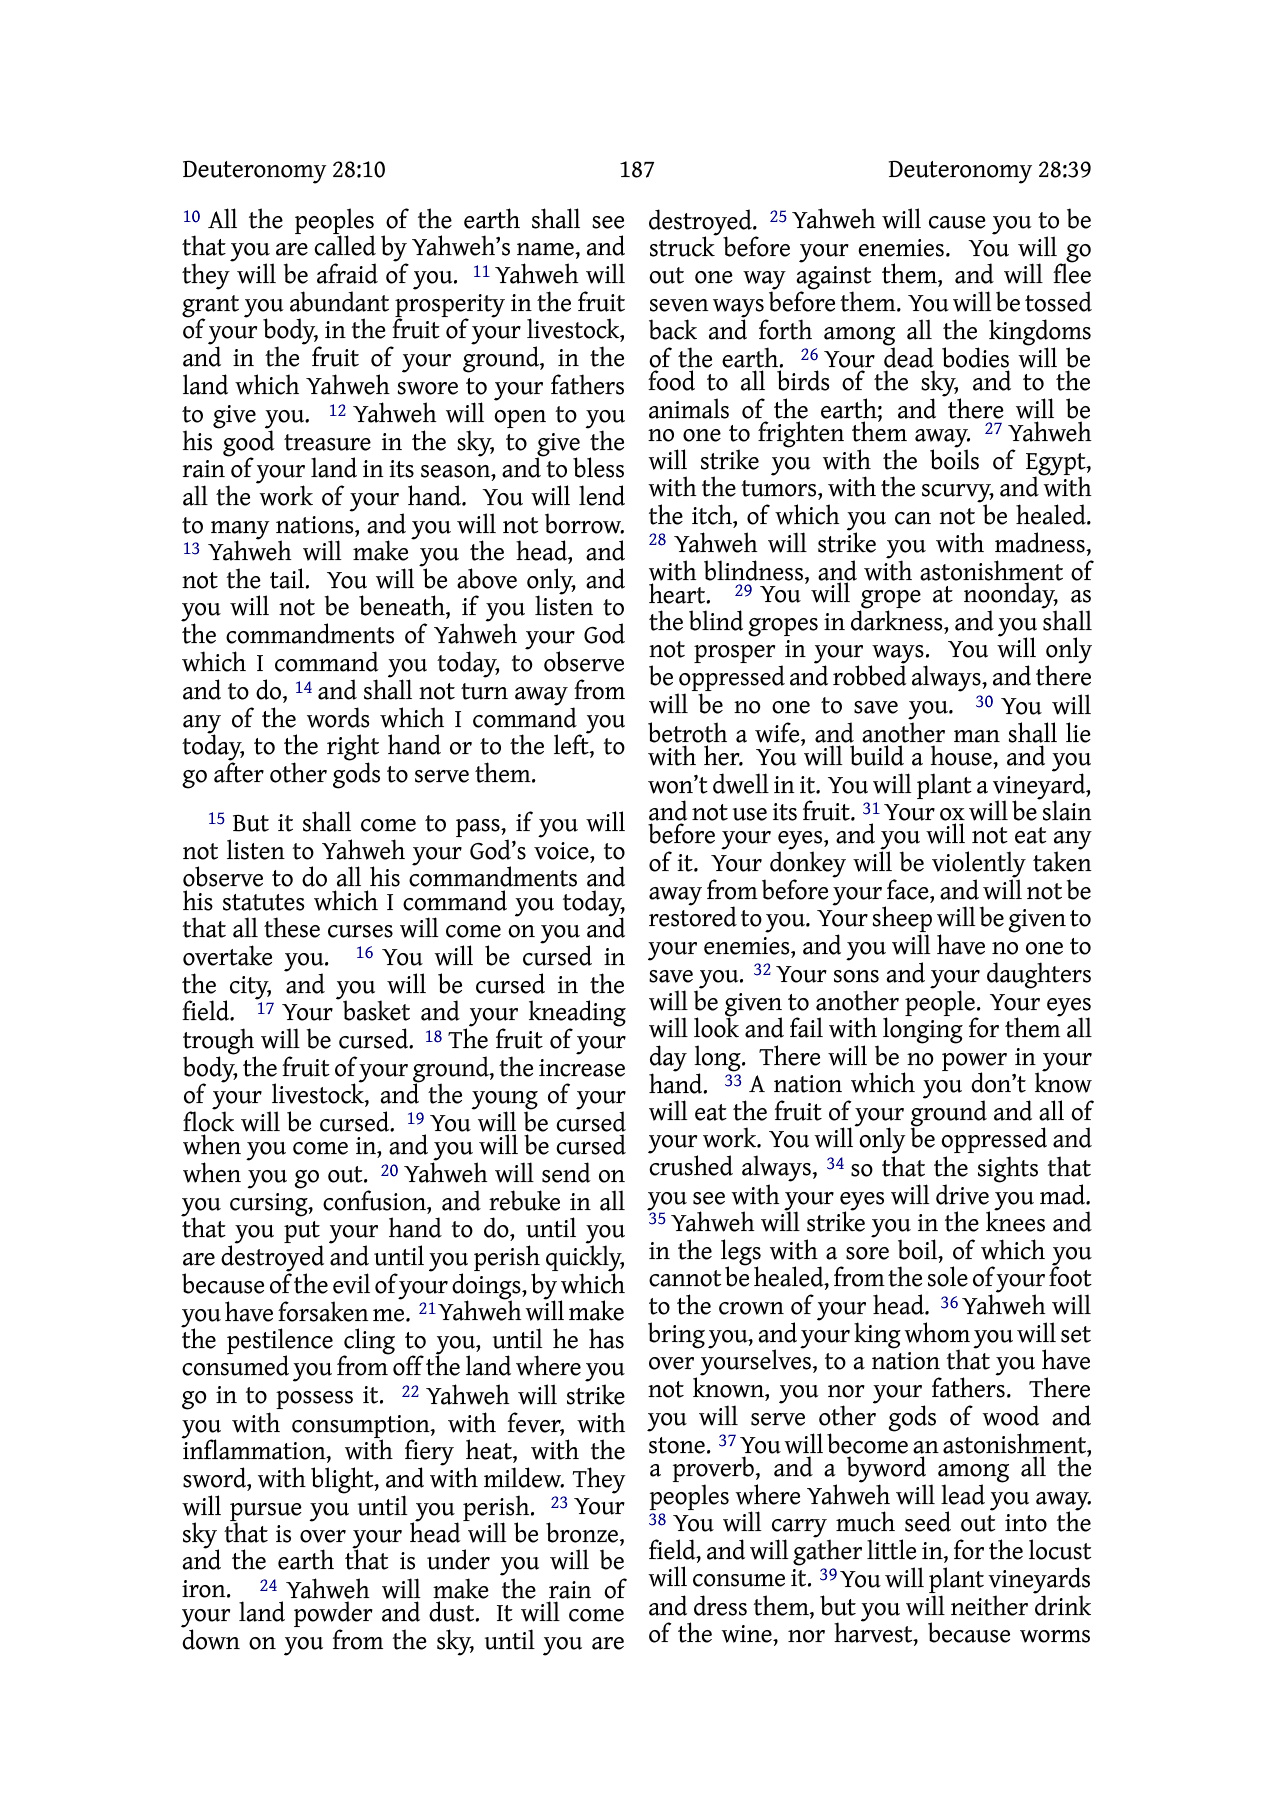 Deuteronomy 28:10 187 Deuteronomy 28:39
10 All the peoples of the earth shall see
that you are called by Yahweh’s name, and
they will be afraid of you. 11 Yahweh will
grant you abundant prosperity in the fruit
of your body, in the fruit of your livestock,
and in the fruit of your ground, in the
land which Yahweh swore to your fathers
to give you. 12 Yahweh will open to you
his good treasure in the sky, to give the
rain of your land in its season, and to bless
all the work of your hand. You will lend
to many nations, and you will not borrow.
13 Yahweh will make you the head, and
not the tail. You will be above only, and
you will not be beneath, if you listen to
the commandments of Yahweh your God
which I command you today, to observe
and to do, 14 and shall not turn away from
any of the words which I command you
today, to the right hand or to the left, to
go after other gods to serve them.
15 But it shall come to pass, if you will
not listen to Yahweh your God’s voice, to
observe to do all his commandments and
his statutes which I command you today,
that all these curses will come on you and
overtake you. 16 You will be cursed in
the city, and you will be cursed in the
field. 17 Your basket and your kneading
trough will be cursed. 18 The fruit of your
body, the fruit of your ground, the increase
of your livestock, and the young of your
flock will be cursed. 19 You will be cursed
when you come in, and you will be cursed
when you go out. 20 Yahweh will send on
you cursing, confusion, and rebuke in all
that you put your hand to do, until you
are destroyed and until you perish quickly,
because of the evil of your doings, by which
you have forsaken me. 21 Yahweh will make
the pestilence cling to you, until he has
consumed you from off the land where you
go in to possess it. 22 Yahweh will strike
you with consumption, with fever, with
inflammation, with fiery heat, with the
sword, with blight, and with mildew. They
will pursue you until you perish. 23 Your
sky that is over your head will be bronze,
and the earth that is under you will be
iron. 24 Yahweh will make the rain of
your land powder and dust. It will come
down on you from the sky, until you are
destroyed. 25 Yahweh will cause you to be
struck before your enemies. You will go
out one way against them, and will flee
seven ways before them. You will be tossed
back and forth among all the kingdoms
of the earth. 26 Your dead bodies will be
food to all birds of the sky, and to the
animals of the earth; and there will be
no one to frighten them away. 27 Yahweh
will strike you with the boils of Egypt,
with the tumors, with the scurvy, and with
the itch, of which you can not be healed.
28 Yahweh will strike you with madness,
with blindness, and with astonishment of
heart. 29 You will grope at noonday, as
the blind gropes in darkness, and you shall
not prosper in your ways. You will only
be oppressed and robbed always, and there
will be no one to save you. 30 You will
betroth a wife, and another man shall lie
with her. You will build a house, and you
won’t dwell in it. You will plant a vineyard,
and not use its fruit. 31 Your ox will be slain
before your eyes, and you will not eat any
of it. Your donkey will be violently taken
away from before your face, and will not be
restored to you. Your sheep will be given to
your enemies, and you will have no one to
save you. 32 Your sons and your daughters
will be given to another people. Your eyes
will look and fail with longing for them all
day long. There will be no power in your
hand. 33 A nation which you don’t know
will eat the fruit of your ground and all of
your work. You will only be oppressed and
crushed always, 34 so that the sights that
you see with your eyes will drive you mad.
35 Yahweh will strike you in the knees and
in the legs with a sore boil, of which you
cannot be healed, from the sole of your foot
to the crown of your head. 36 Yahweh will
bring you, and your king whom you will set
over yourselves, to a nation that you have
not known, you nor your fathers. There
you will serve other gods of wood and
stone. 37 You will become an astonishment,
a proverb, and a byword among all the
peoples where Yahweh will lead you away.
38 You will carry much seed out into the
field, and will gather little in, for the locust
will consume it. 39 You will plant vineyards
and dress them, but you will neither drink
of the wine, nor harvest, because worms